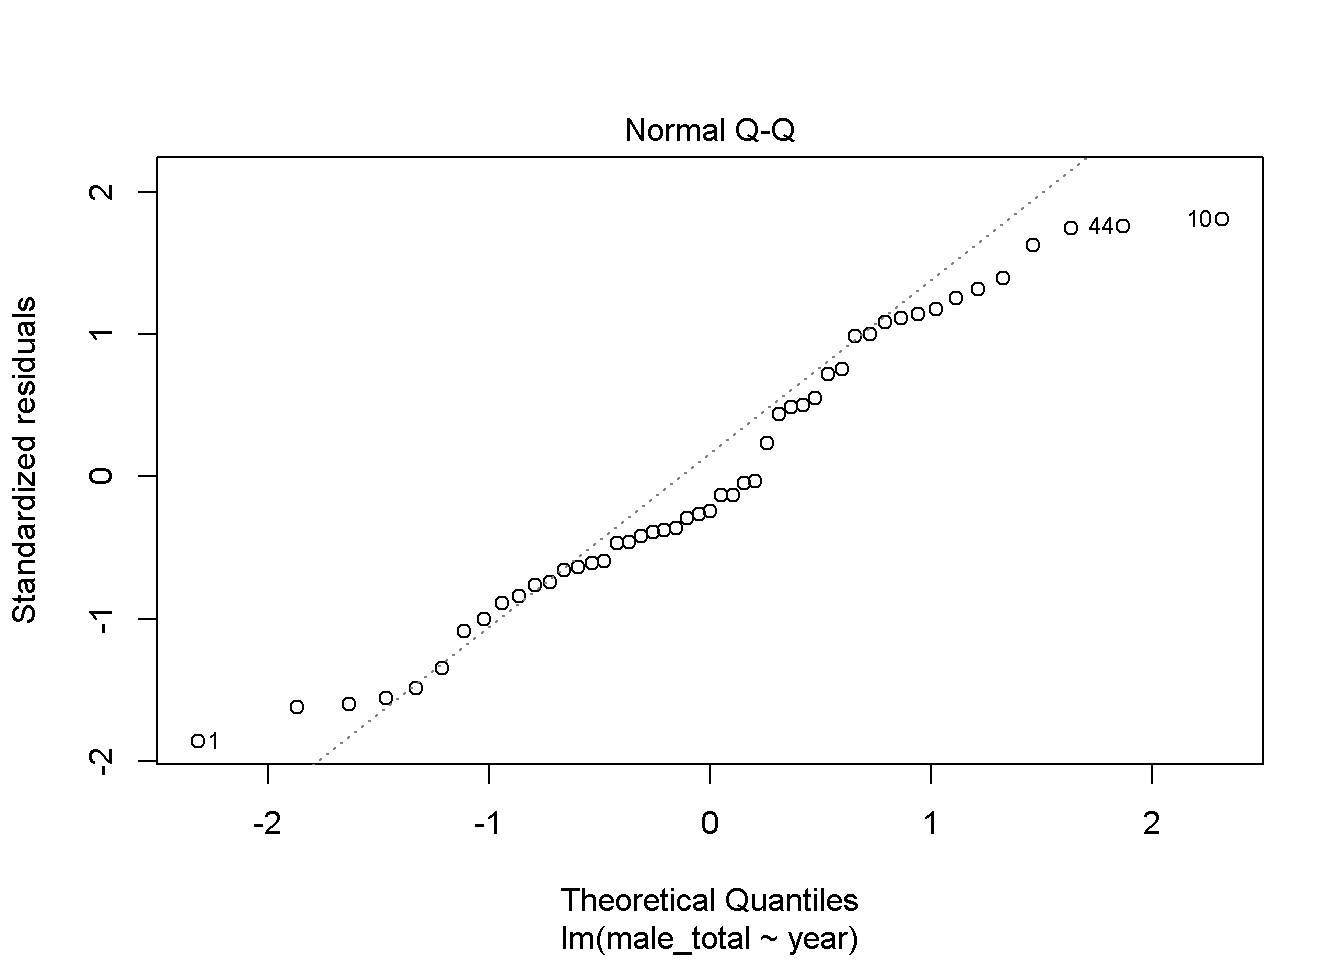 Normal Q-Q
Standardized residuals
2
1
0
-1
-2
44
10
1
-2 -1 0 1 2
Theoretical Quantiles
lm(male_total ~ year)